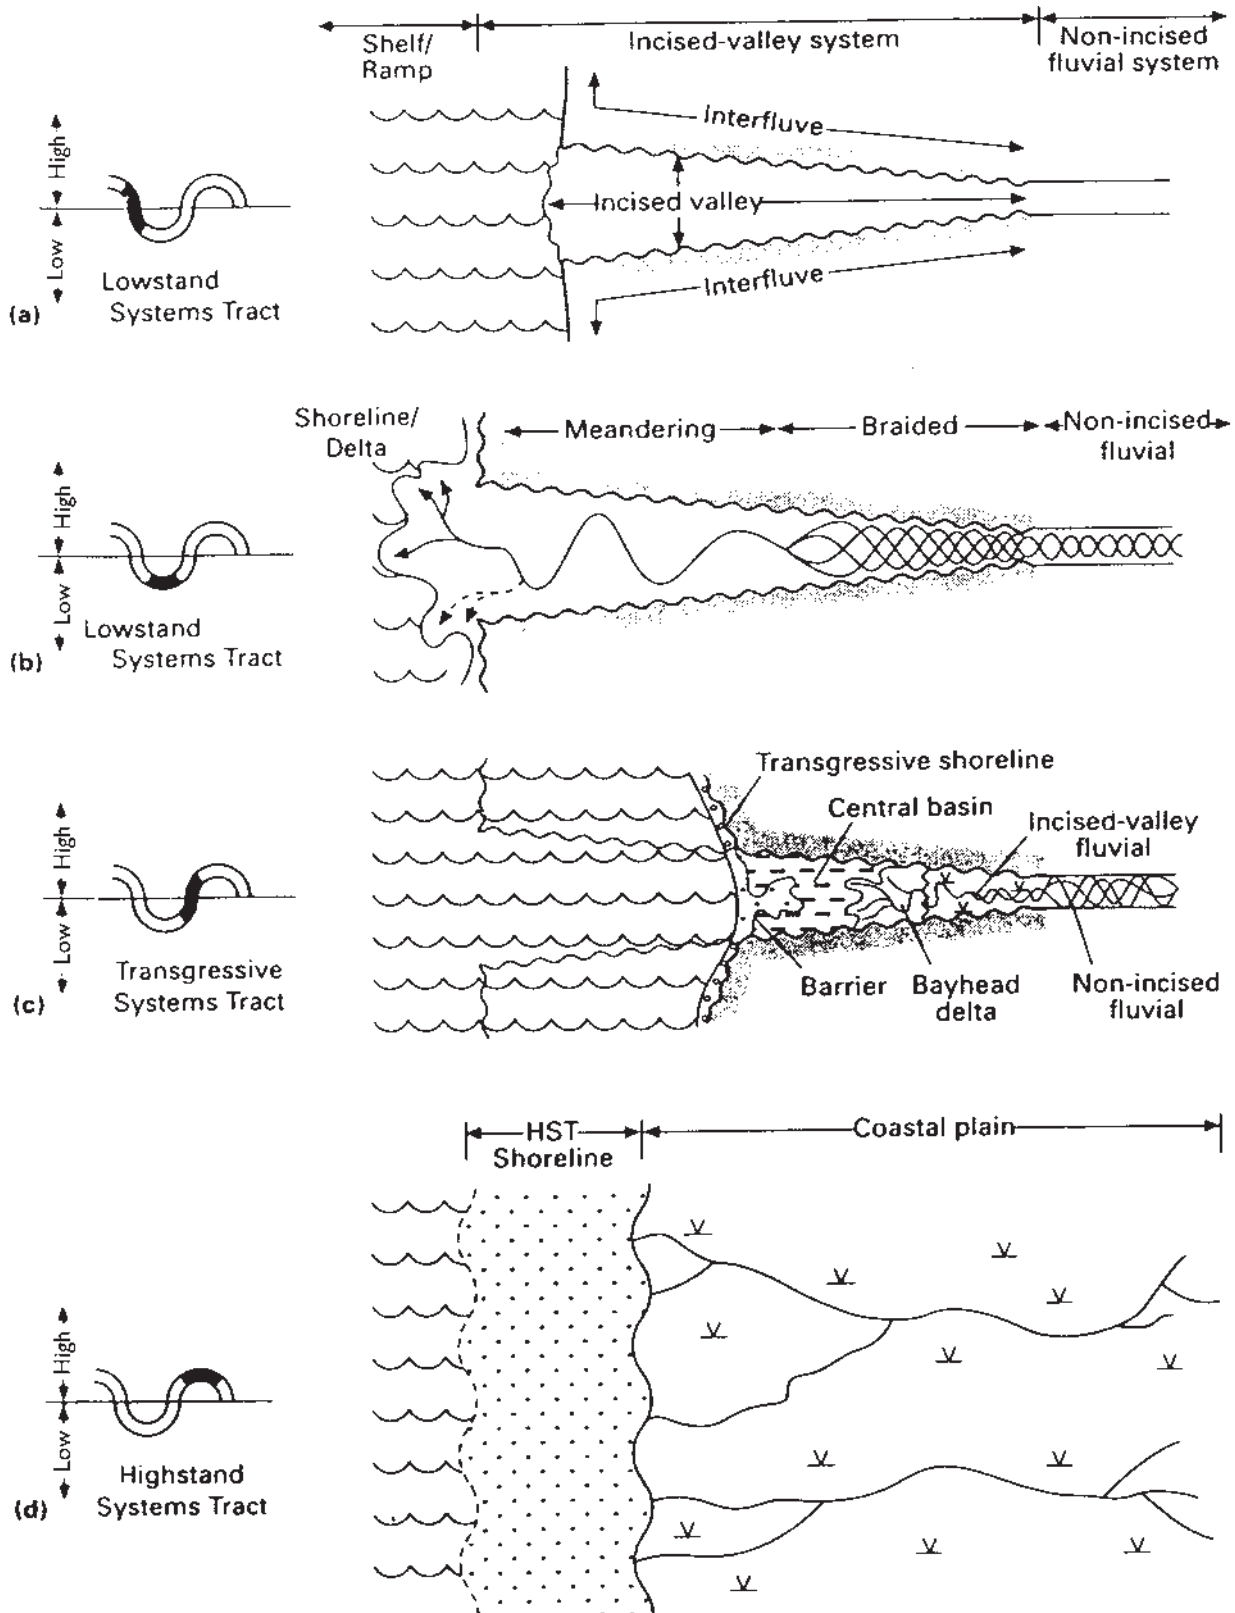 Shelf/
Ramp
Incised-valley system
Non-incised
fluvial system
High
Low
Interfluve
Incised valley
Interfluve
Lowstand
Systems Tract
(a)
Shoreline/
Delta
Meandering
Braided
Non-incised
fluvial
High
Low
Lowstand
Systems Tract
(b)
Transgressive shoreline
Central basin
Incised-valley
fluvial
High
Low
Transgressive
Systems Tract
(c)
Barrier
Bayhead
delta
Non-incised
fluvial
HST
Shoreline
Coastal plain
High
Low
Highstand
Systems Tract
(d)